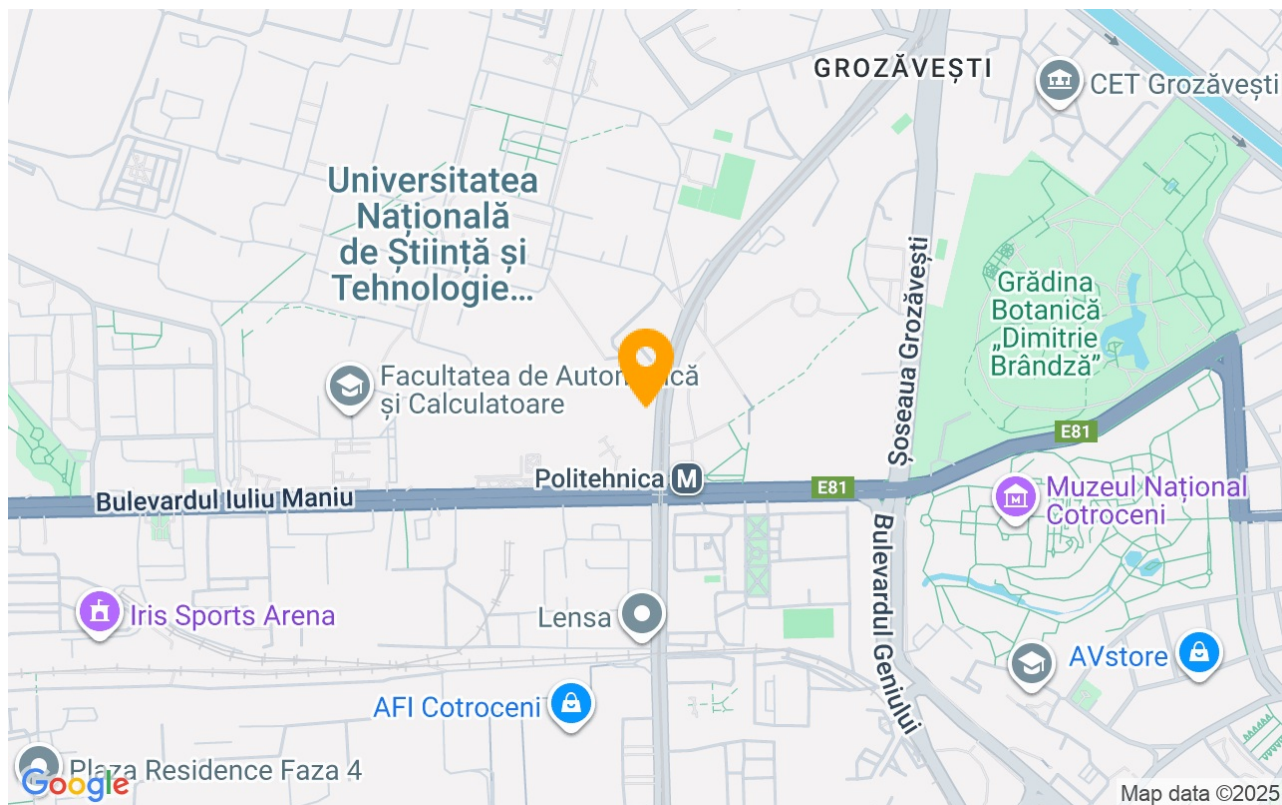 GROZĂVEȘTI
CET Grozăvești
Universitatea
Națională
de Știință și
Tehnologie...
Șoseaua Grozăvești
Grădina
Botanică
„Dimitrie
Brândză”
Facultatea de Automatică
și Calculatoare
E81
Politehnica M
E81
Bulevardul Iuliu Maniu
Muzeul Național
Cotroceni
Bulevardul Geniului
Iris Sports Arena
Lensa
AVstore
AFI Cotroceni
Plaza Residence Faza 4
Google
Map data ©2025